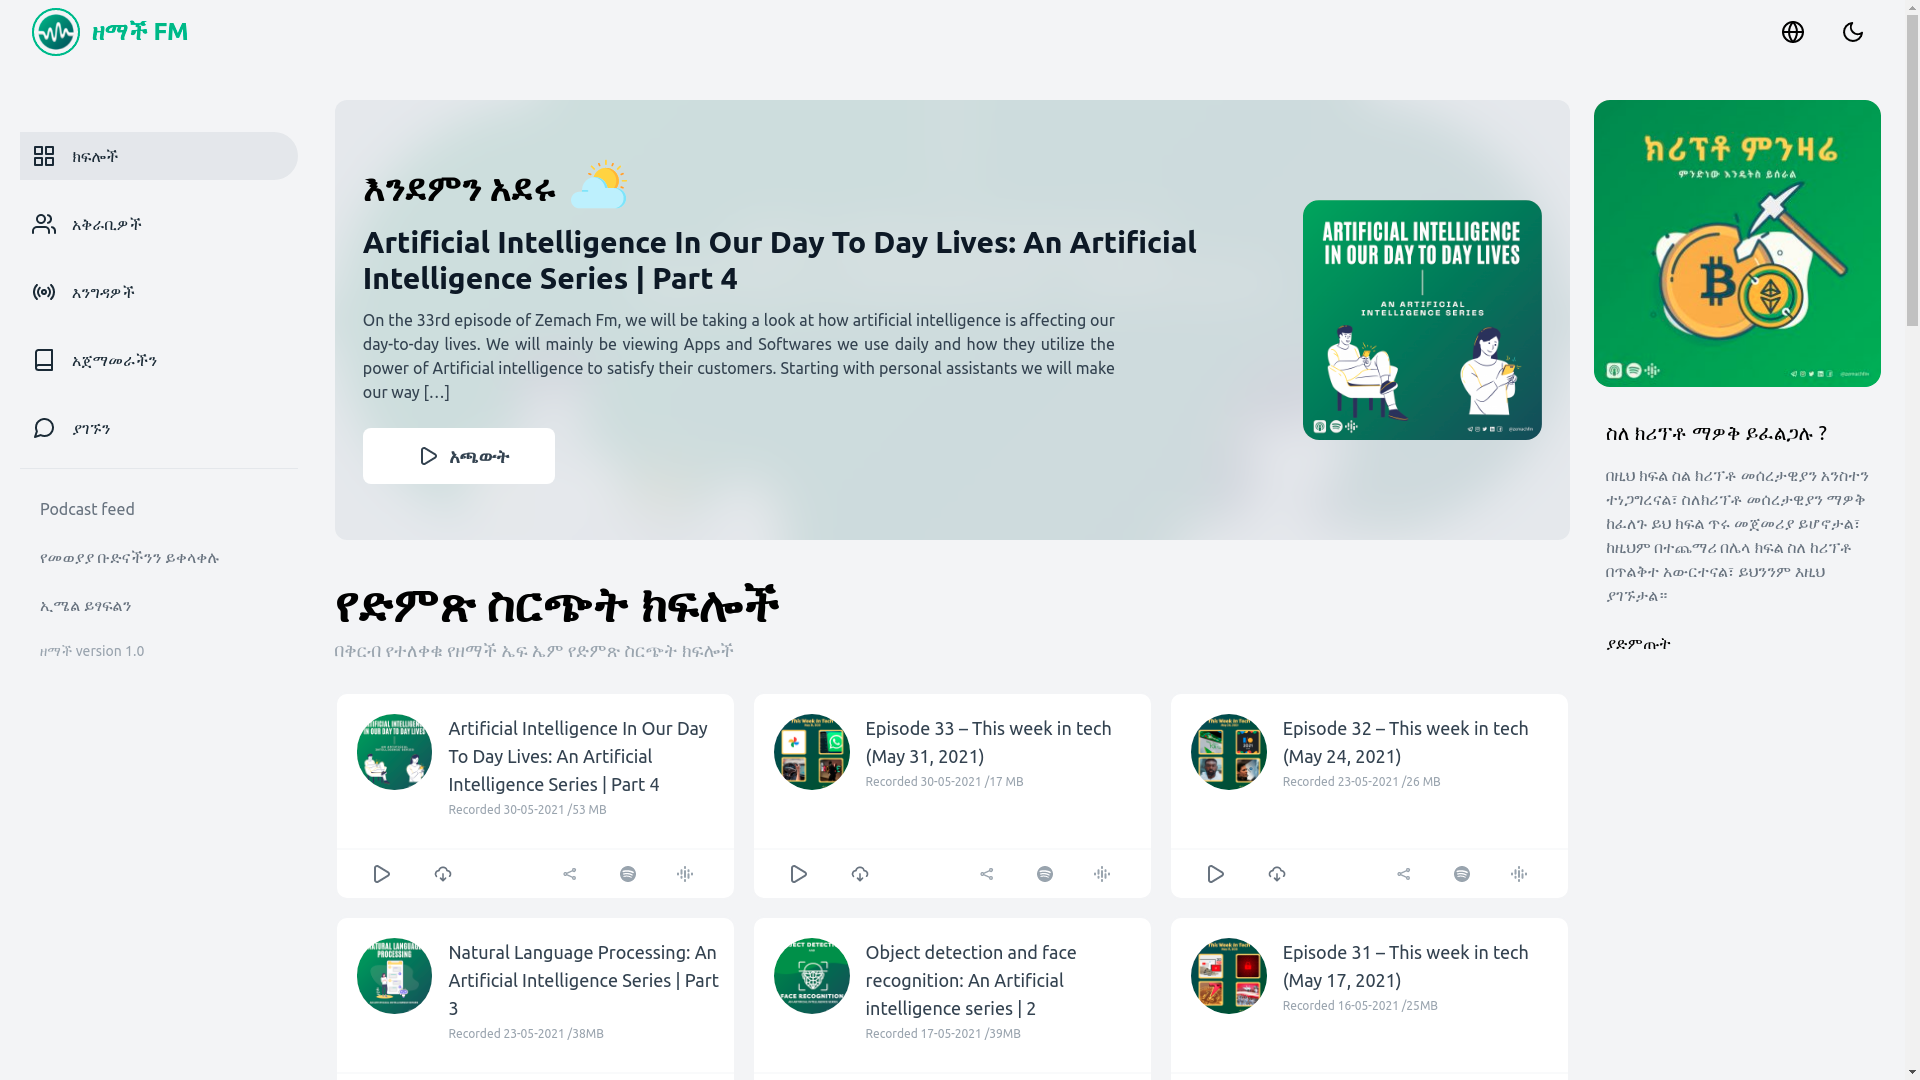 ዘማች FM
ክፍሎች
አቅራቢዎች
እንግዳዎች
አጀማመራችን
ያገኙን
Podcast feed
የመወያያ ቡድናችንን ይቀላቀሉ
ኢሜል ይፃፍልን
ዘማች version 1.0
እንደምን አደሩ
Artificial Intelligence In Our Day To Day Lives: An Artificial
Intelligence Series | Part 4
On the 33rd episode of Zemach Fm, we will be taking a look at how artificial intelligence is affecting our
day-to-day lives. We will mainly be viewing Apps and Softwares we use daily and how they utilize the
power of Artificial intelligence to satisfy their customers. Starting with personal assistants we will make
our way […]
አጫውት
ARTIFICIAL INTELLIGENCE
IN OUR DAY TO DAY LIVES
AN ARTIFICIAL
INTELLIGENCE SERIES
@zemachfm
ክሪፕቶ ምንዛሬ
ምንድነው እንዴትስ ይሰራል
@zemachfm
ስለ ክሪፕቶ ማዎቅ ይፈልጋሉ ?
በዚህ ክፍል ስል ክሪፕቶ መሰረታዊያን አንስተን
ተነጋግረናል፣ ስለክሪፕቶ መሰረታዊያን ማዎቅ
ከፈለጉ ይህ ክፍል ጥሩ መጀመሪያ ይሆኖታል፣
ከዚህም በተጨማሪ በሌላ ክፍል ስለ ከሪፕቶ
በጥልቅተ አውርተናል፣ ይህንንም እዚህ
ያገኙታል።
ያድምጡት
የድምጽ ስርጭት ክፍሎች
በቅርብ የተለቀቁ የዘማች ኤፍ ኤም የድምጽ ስርጭት ክፍሎች
Artificial Intelligence In Our Day
To Day Lives: An Artificial
Intelligence Series | Part 4
Recorded 30-05-2021 /53 MB
Episode 33 – This week in tech
(May 31, 2021)
Recorded 30-05-2021 /17 MB
Episode 32 – This week in tech
(May 24, 2021)
Recorded 23-05-2021 /26 MB
Natural Language Processing: An
Artificial Intelligence Series | Part
3
Recorded 23-05-2021 /38MB
Object detection and face
recognition: An Artificial
intelligence series | 2
Recorded 17-05-2021 /39MB
Episode 31 – This week in tech
(May 17, 2021)
Recorded 16-05-2021 /25MB